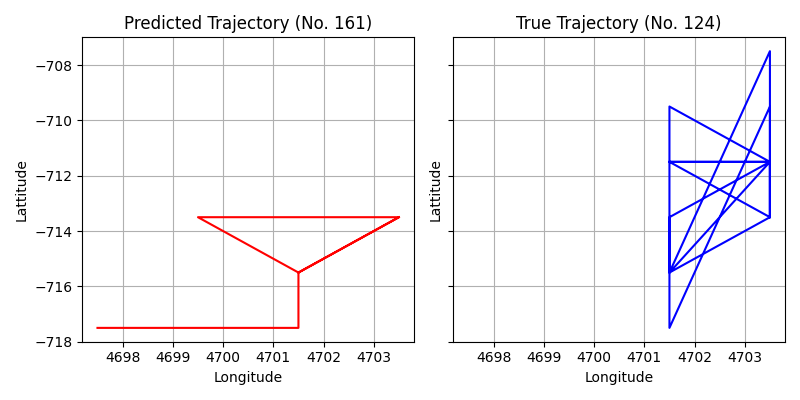 Predicted Trajectory (No. 161)
True Trajectory (No. 124)
−708
−710
−712
−714
−716
−718
Lattitude
Lattitude
4698 4699 4700 4701 4702 4703
4698 4699 4700 4701 4702 4703
Longitude
Longitude